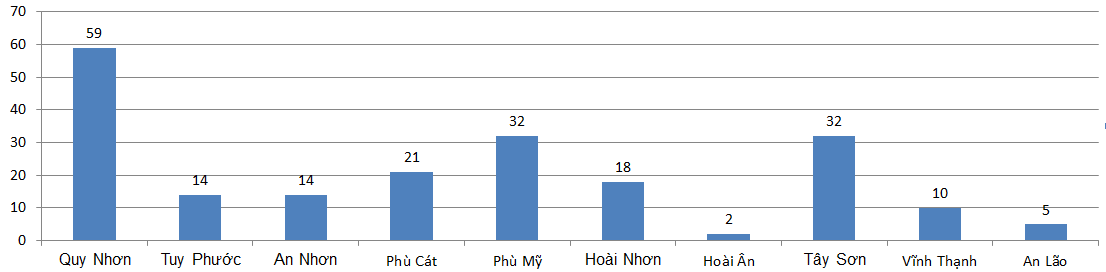 70
60
50
40
30
20
10
0
59
14
14
21
32
18
2
32
10
5
Quy Nhơn
Tuy Phước
An Nhơn
Phù Cát
Phù Mỹ
Hoài Nhơn
Hoài Ân
Tây Sơn
Vĩnh Thạnh
An Lão